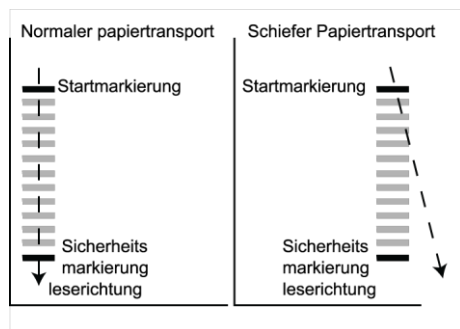 Normaler papiertransport
Startmarkierung
Sicherheits
markierung
leserichtung
Schiefer Papiertransport
Startmarkierung
Sicherheits
markierung
leserichtung